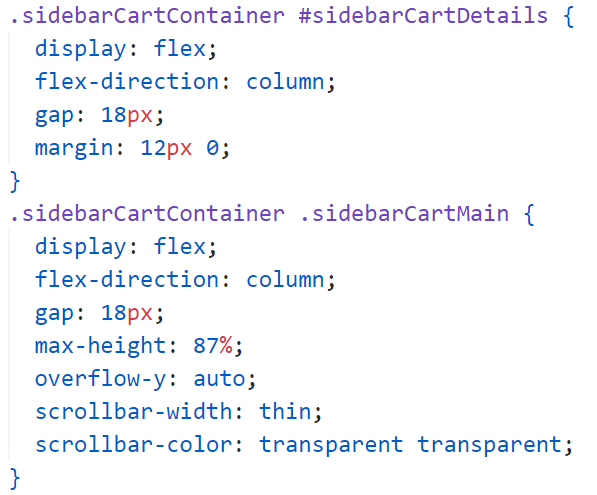 .sidebarCartContainer #sidebarCartDetails {
  display: flex;
  flex-direction: column;
  gap: 18px;
  margin: 12px 0;
}
.sidebarCartContainer .sidebarCartMain {
  display: flex;
  flex-direction: column;
  gap: 18px;
  max-height: 87%;
  overflow-y: auto;
  scrollbar-width: thin;
  scrollbar-color: transparent transparent;
}